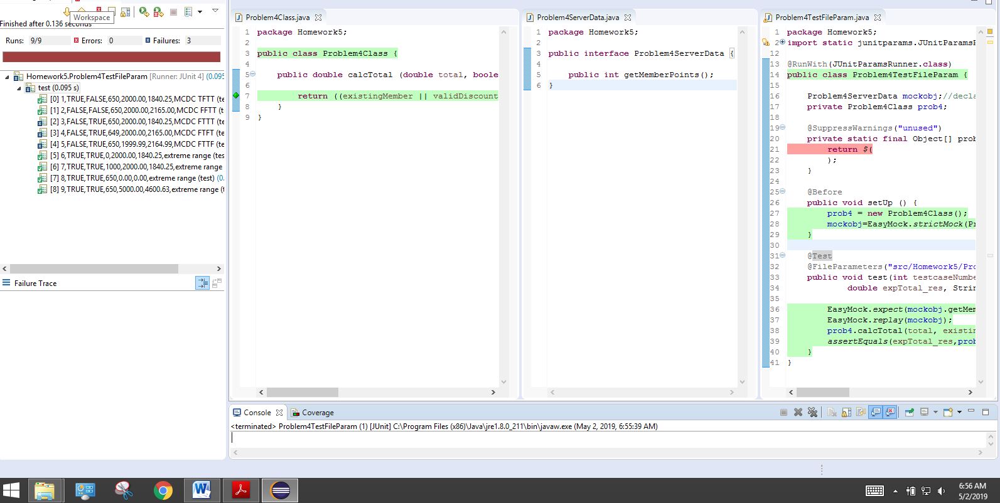 Workspace
Finished after 0.136 seconds
Runs: 9/9 Errors: 0 Failures: 3
Homework5.Problem4TestFileParam [Runner: JUnit 4] (0.095
test (0.095 s)
[0] 1,TRUE,FALSE,650,2000.00,1840.25,MCDC TFTT (te
[1] 2,FALSE,FALSE,650,2000.00,2165.00,MCDC FFTT (t
[2] 3,FALSE,TRUE,650,2000.00,1840.25,MCDC TFTT (te
[3] 4,FALSE,TRUE,649,2000.00,2165.00,MCDC FTFT (te
[4] 5,FALSE,TRUE,650,1999.99,2164.99,MCDC FTTF (te
[5] 6,TRUE,TRUE,0,2000.00,1840.25,extreme range (tes
[6] 7,TRUE,TRUE,1000,2000.00,1840.25,extreme range
[7] 8,TRUE,TRUE,650,0.00,0.00,extreme range (test) (0.
[8] 9,TRUE,TRUE,650,5000.00,4600.63,extreme range (t
Failure Trace
Problem4Class.java
1 package Homework5;
2
3 public class Problem4Class {
4
5 public double calcTotal (double total, boole
6
7 return ((existingMember || validDiscount
8 }
9 }
Problem4ServerData.java
1 package Homework5;
2
3 public interface Problem4ServerData {
4
5 public int getMemberPoints();
6 }
Problem4TestFileParam.java
1 package Homework5;
2 import static junitparams.JUnitParamsR
12
13 @RunWith(JUnitParamsRunner.class)
14 public class Problem4TestFileParam {
15
16 Problem4ServerData mockobj;//decla
17 private Problem4Class prob4;
18
19 @SuppressWarnings("unused")
20 private static final Object[] prob
21 return $(
22 );
23 }
24
25 @Before
26 public void setUp () {
27 prob4 = new Problem4Class();
28 mockobj=EasyMock.strictMock(Pr
29 }
30
31 @Test
32 @FileParameters("src/Homework5/Pro
33 public void test(int testcaseNumbe
34 double expTotal_res, Strin
35
36 EasyMock.expect(mockobj.getMem
37 EasyMock.replay(mockobj);
38 prob4.calcTotal(total, existin
39 assertEquals(expTotal_res,prob
40 }
41 }
Console Coverage
<terminated> Problem4TestFileParam (1) [JUnit] C:\Program Files (x86)\Java\jre1.8.0_211\bin\javaw.exe (May 2, 2019, 6:55:39 AM)
6:56 AM
5/2/2019